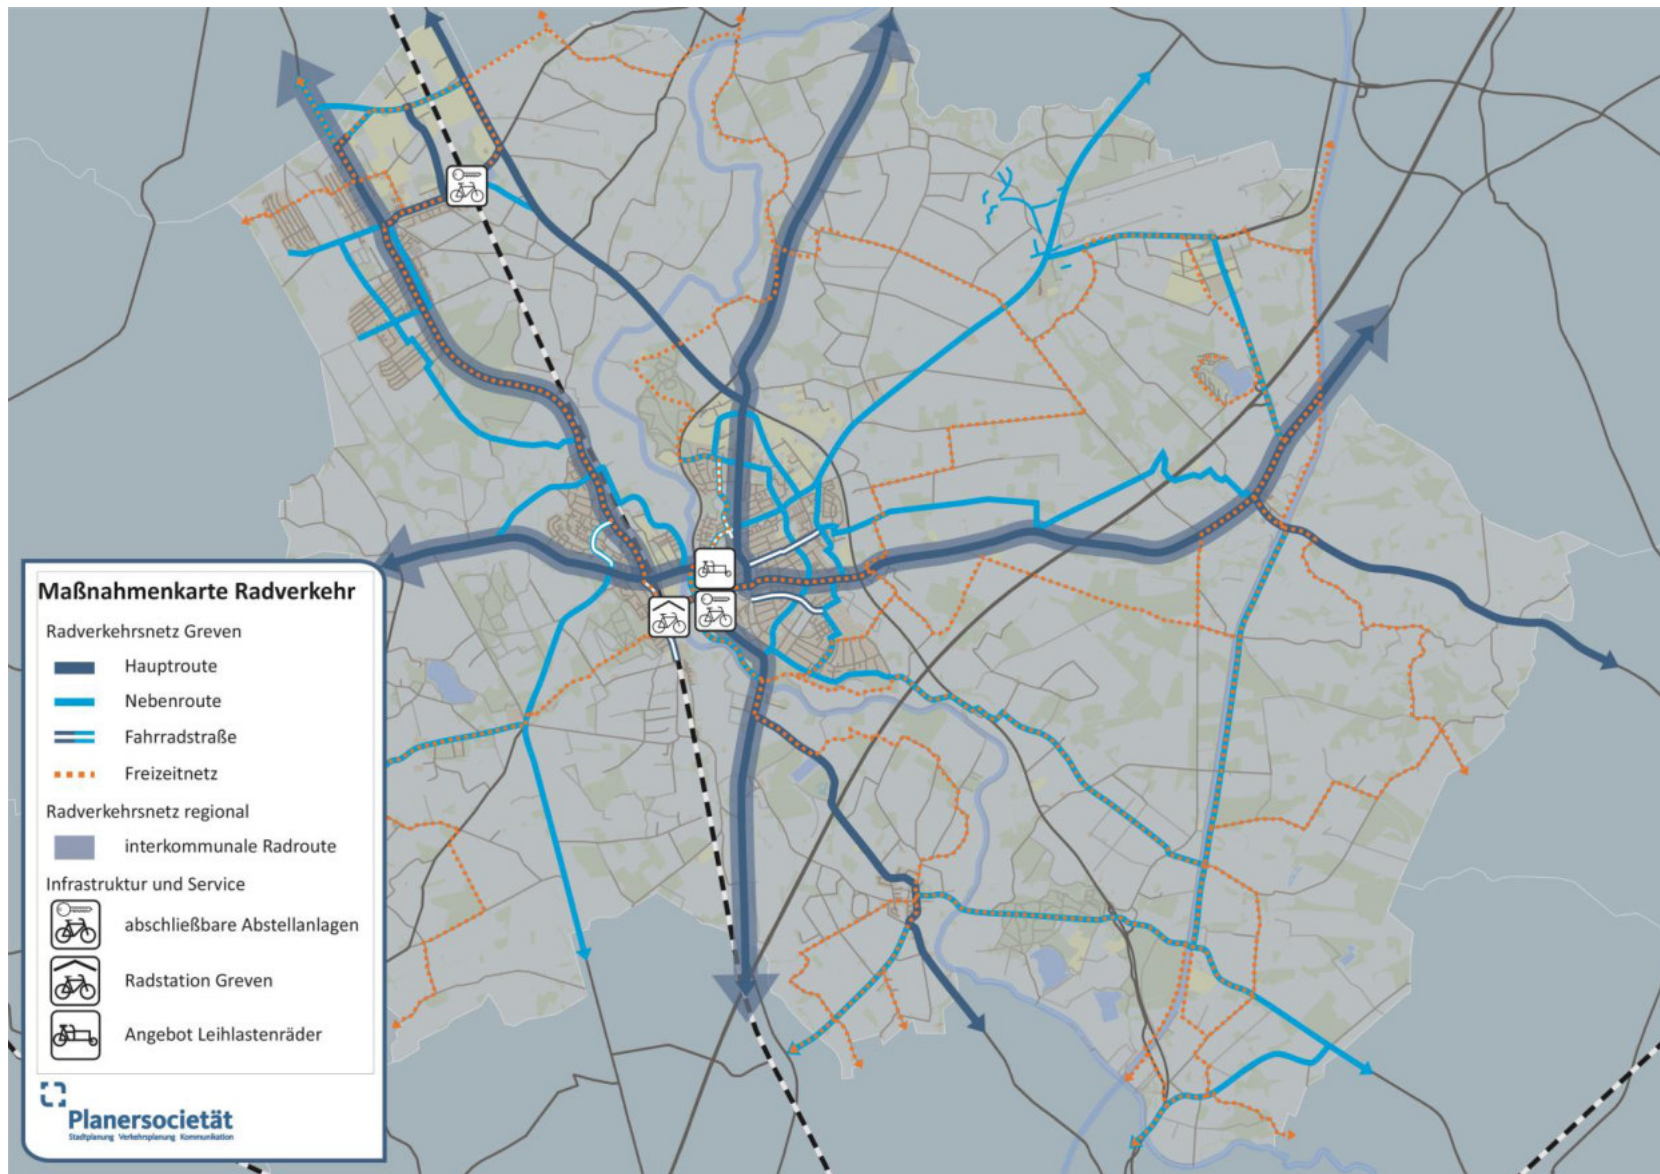 Maßnahmenkarte Radverkehr
Radverkehrsnetz Greven
Hauptroute
Nebenroute
Fahrradstraße
Freizeitnetz
Radverkehrsnetz regional
interkommunale Radroute
Infrastruktur und Service
abschließbare Abstellanlagen
Radstation Greven
Angebot Leihlastenräder
Planersocietät
Stadtplanung Verkehrsplanung Kommunikation